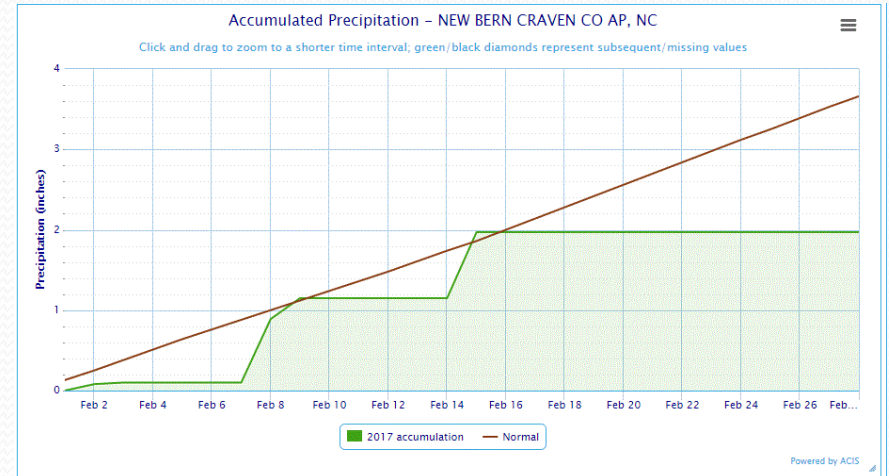 Accumulated Precipitation – NEW BERN CRAVEN CO AP, NC
Click and drag to zoom to a shorter time interval; green/black diamonds represent subsequent/missing values
Precipitation (inches)
4
3
2
1
0
Feb 2 Feb 4 Feb 6 Feb 8 Feb 10 Feb 12 Feb 14 Feb 16 Feb 18 Feb 20 Feb 22 Feb 24 Feb 26 Feb...
2017 accumulation Normal
Powered by ACIS